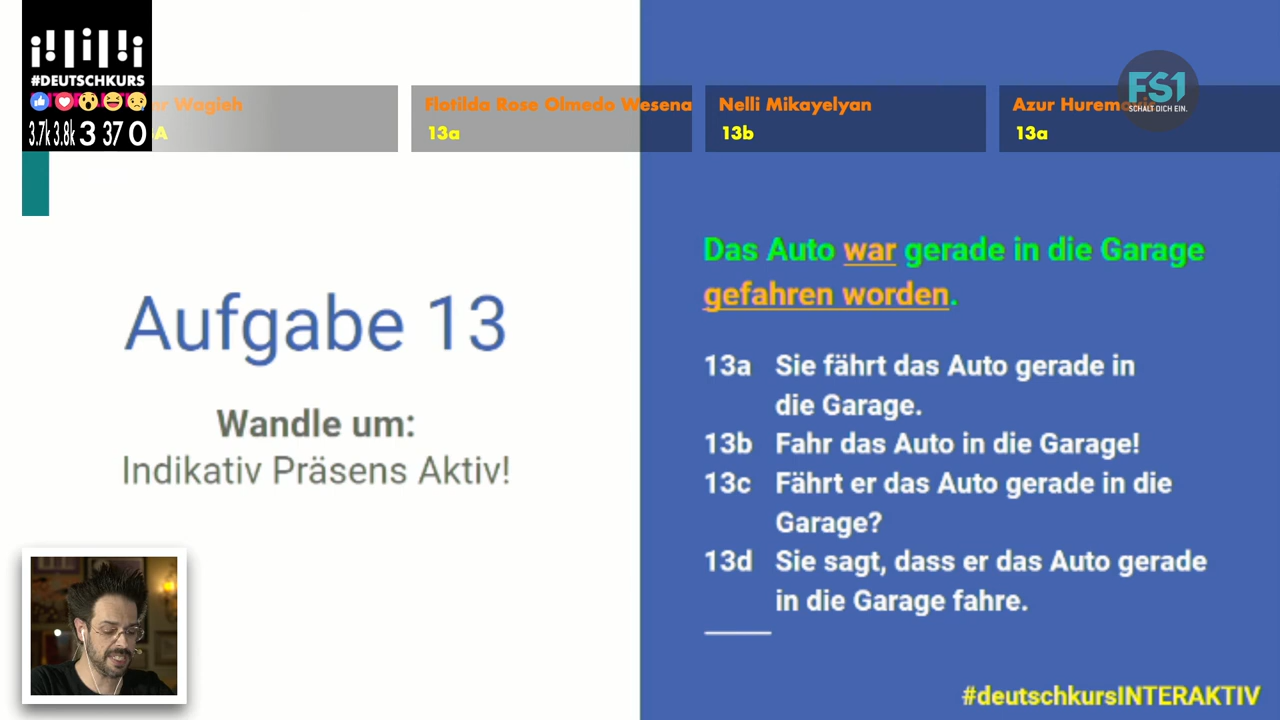 #DEUTSCHKURS
3.7k 3.8k 3 37 0
Wagieh
A
Flotilda Rose Olmedo Wesena
13a
Nelli Mikayelyan
13b
Azur
13a
FS1
SCHALT DICH EIN.
Aufgabe 13
Wandle um:
Indikativ Präsens Aktiv!
Das Auto war gerade in die Garage
gefahren worden.
13a Sie fährt das Auto gerade in
die Garage.
13b Fahr das Auto in die Garage!
13c Fährt er das Auto gerade in die
Garage?
13d Sie sagt, dass er das Auto gerade
in die Garage fahre.
#deutschkursINTERAKTIV